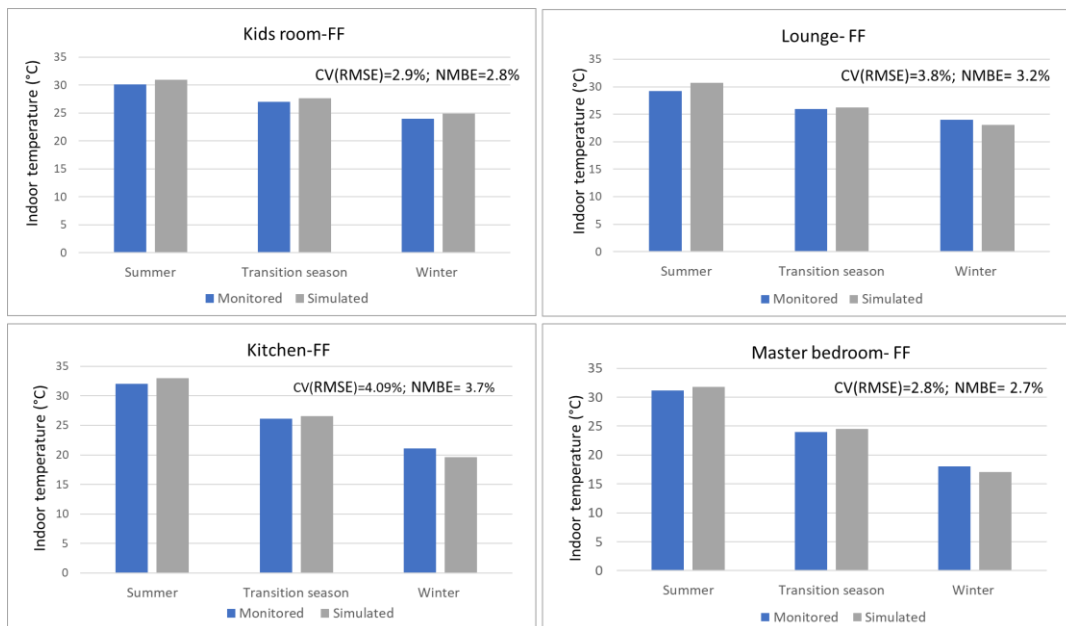 Kids room-FF
CV(RMSE)=2.9%; NMBE=2.8%
Indoor temperature (°C)
35
30
25
20
15
10
5
0
Summer Transition season Winter
Monitored Simulated
Lounge- FF
CV(RMSE)=3.8%; NMBE= 3.2%
Indoor temperature (°C)
35
30
25
20
15
10
5
0
Summer Transition season Winter
Monitored Simulated
Kitchen-FF
CV(RMSE)=4.09%; NMBE= 3.7%
Indoor temperature (°C)
35
30
25
20
15
10
5
0
Summer Transition season Winter
Monitored Simulated
Master bedroom- FF
CV(RMSE)=2.8%; NMBE= 2.7%
Indoor temperature (°C)
35
30
25
20
15
10
5
0
Summer Transition season Winter
Monitored Simulated